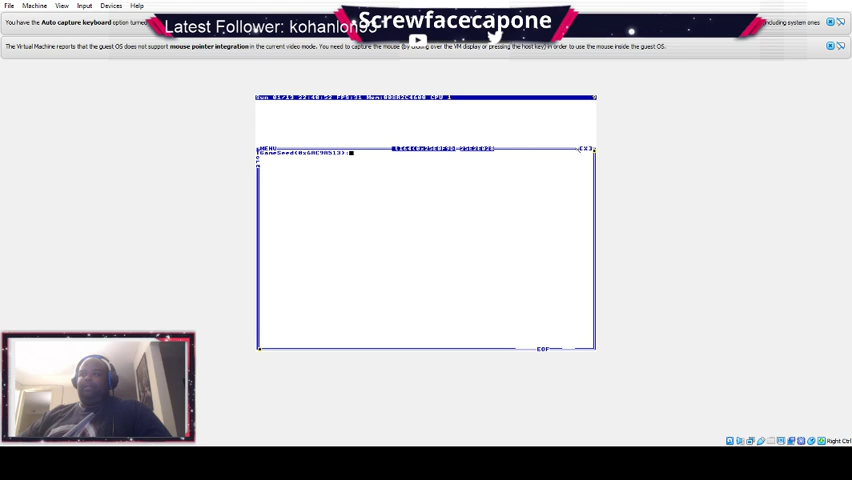 File Machine View Input Devices Help
Latest Follower: kohanlon93
Screwfacecapone
You have the Auto capture keyboard option turned
including system ones
The Virtual Machine reports that the guest OS does not support mouse pointer integration in the current video mode. You need to capture the mouse (by clicking over the VM display or pressing the host key) in order to use the mouse inside the guest OS.
MENU
[X]
EOF
Right Ctrl